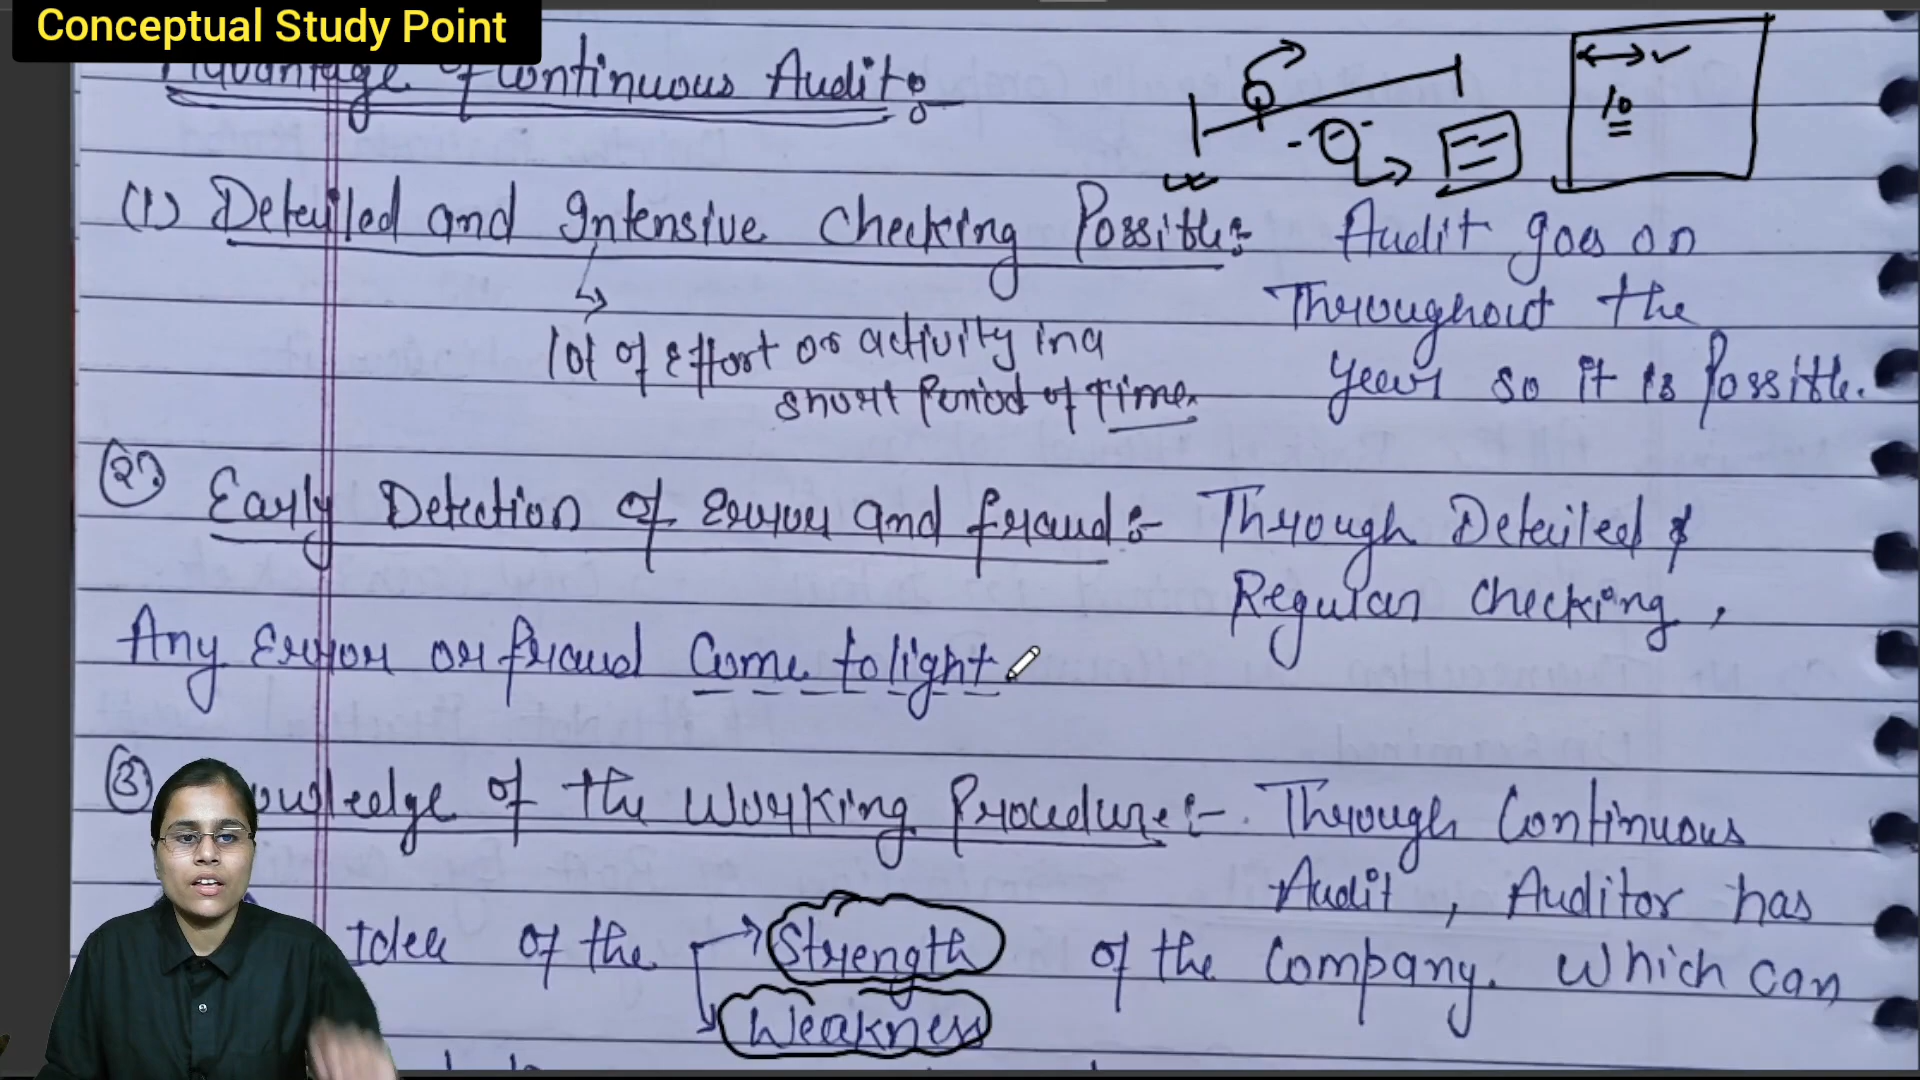 Conceptual Study Point
Advantage of Continuous Audit:-
10
(1) Detailed and Intensive checking Possible:- Audit goes on
Throughout the
year so it is Possible.
lot of effort or activity in a
short Period of Time.
(2) Early Detection of Error and fraud:- Through Detailed &
Regular checking,
Any Error or fraud Come to light
(3) Knowledge of the Working Procedure:- Through Continuous
Audit, Auditor has
Idea of the Strength of the Company. Which can
Weakness